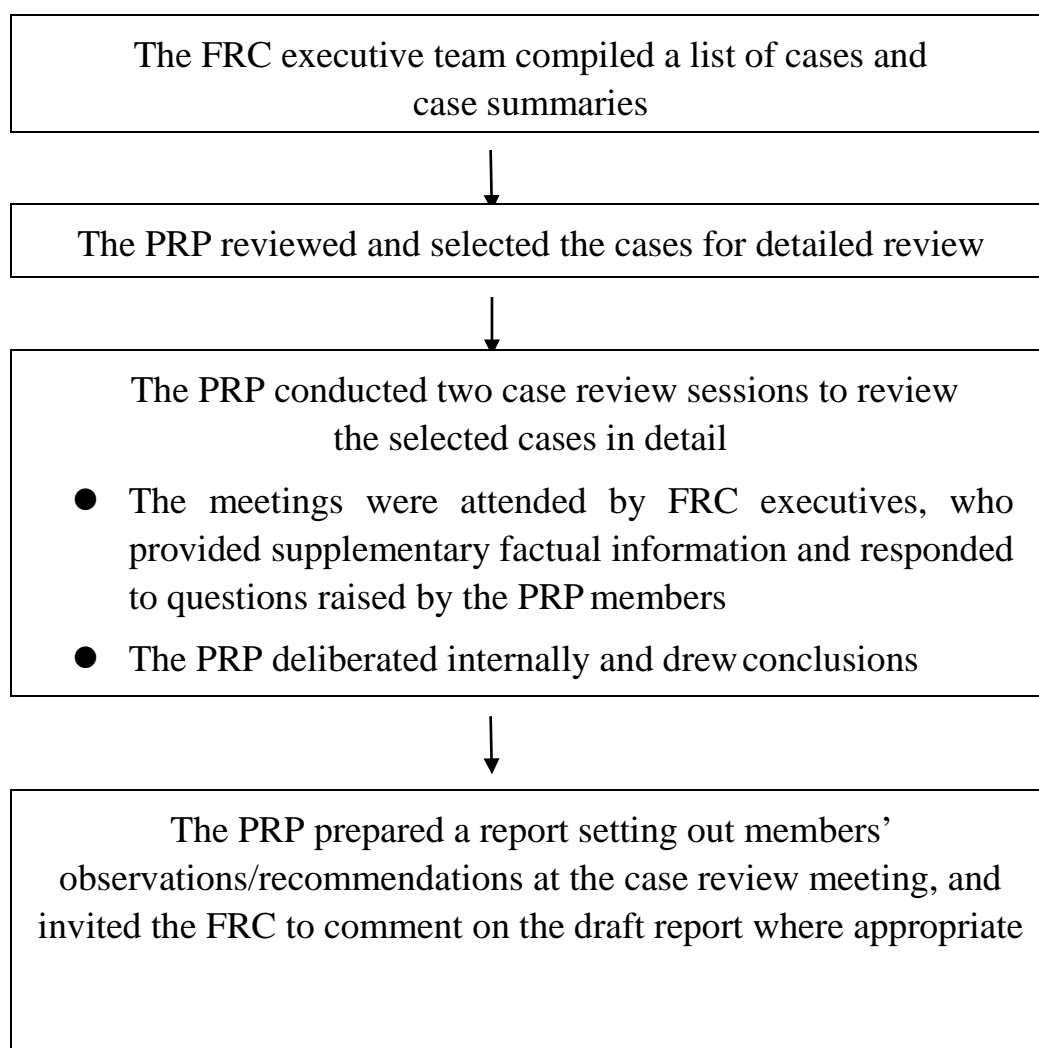 The FRC executive team compiled a list of cases and
case summaries
The PRP reviewed and selected the cases for detailed review
The PRP conducted two case review sessions to review
the selected cases in detail
● The meetings were attended by FRC executives, who
provided supplementary factual information and responded
to questions raised by the PRP members
● The PRP deliberated internally and drew conclusions
The PRP prepared a report setting out members’
observations/recommendations at the case review meeting, and
invited the FRC to comment on the draft report where appropriate